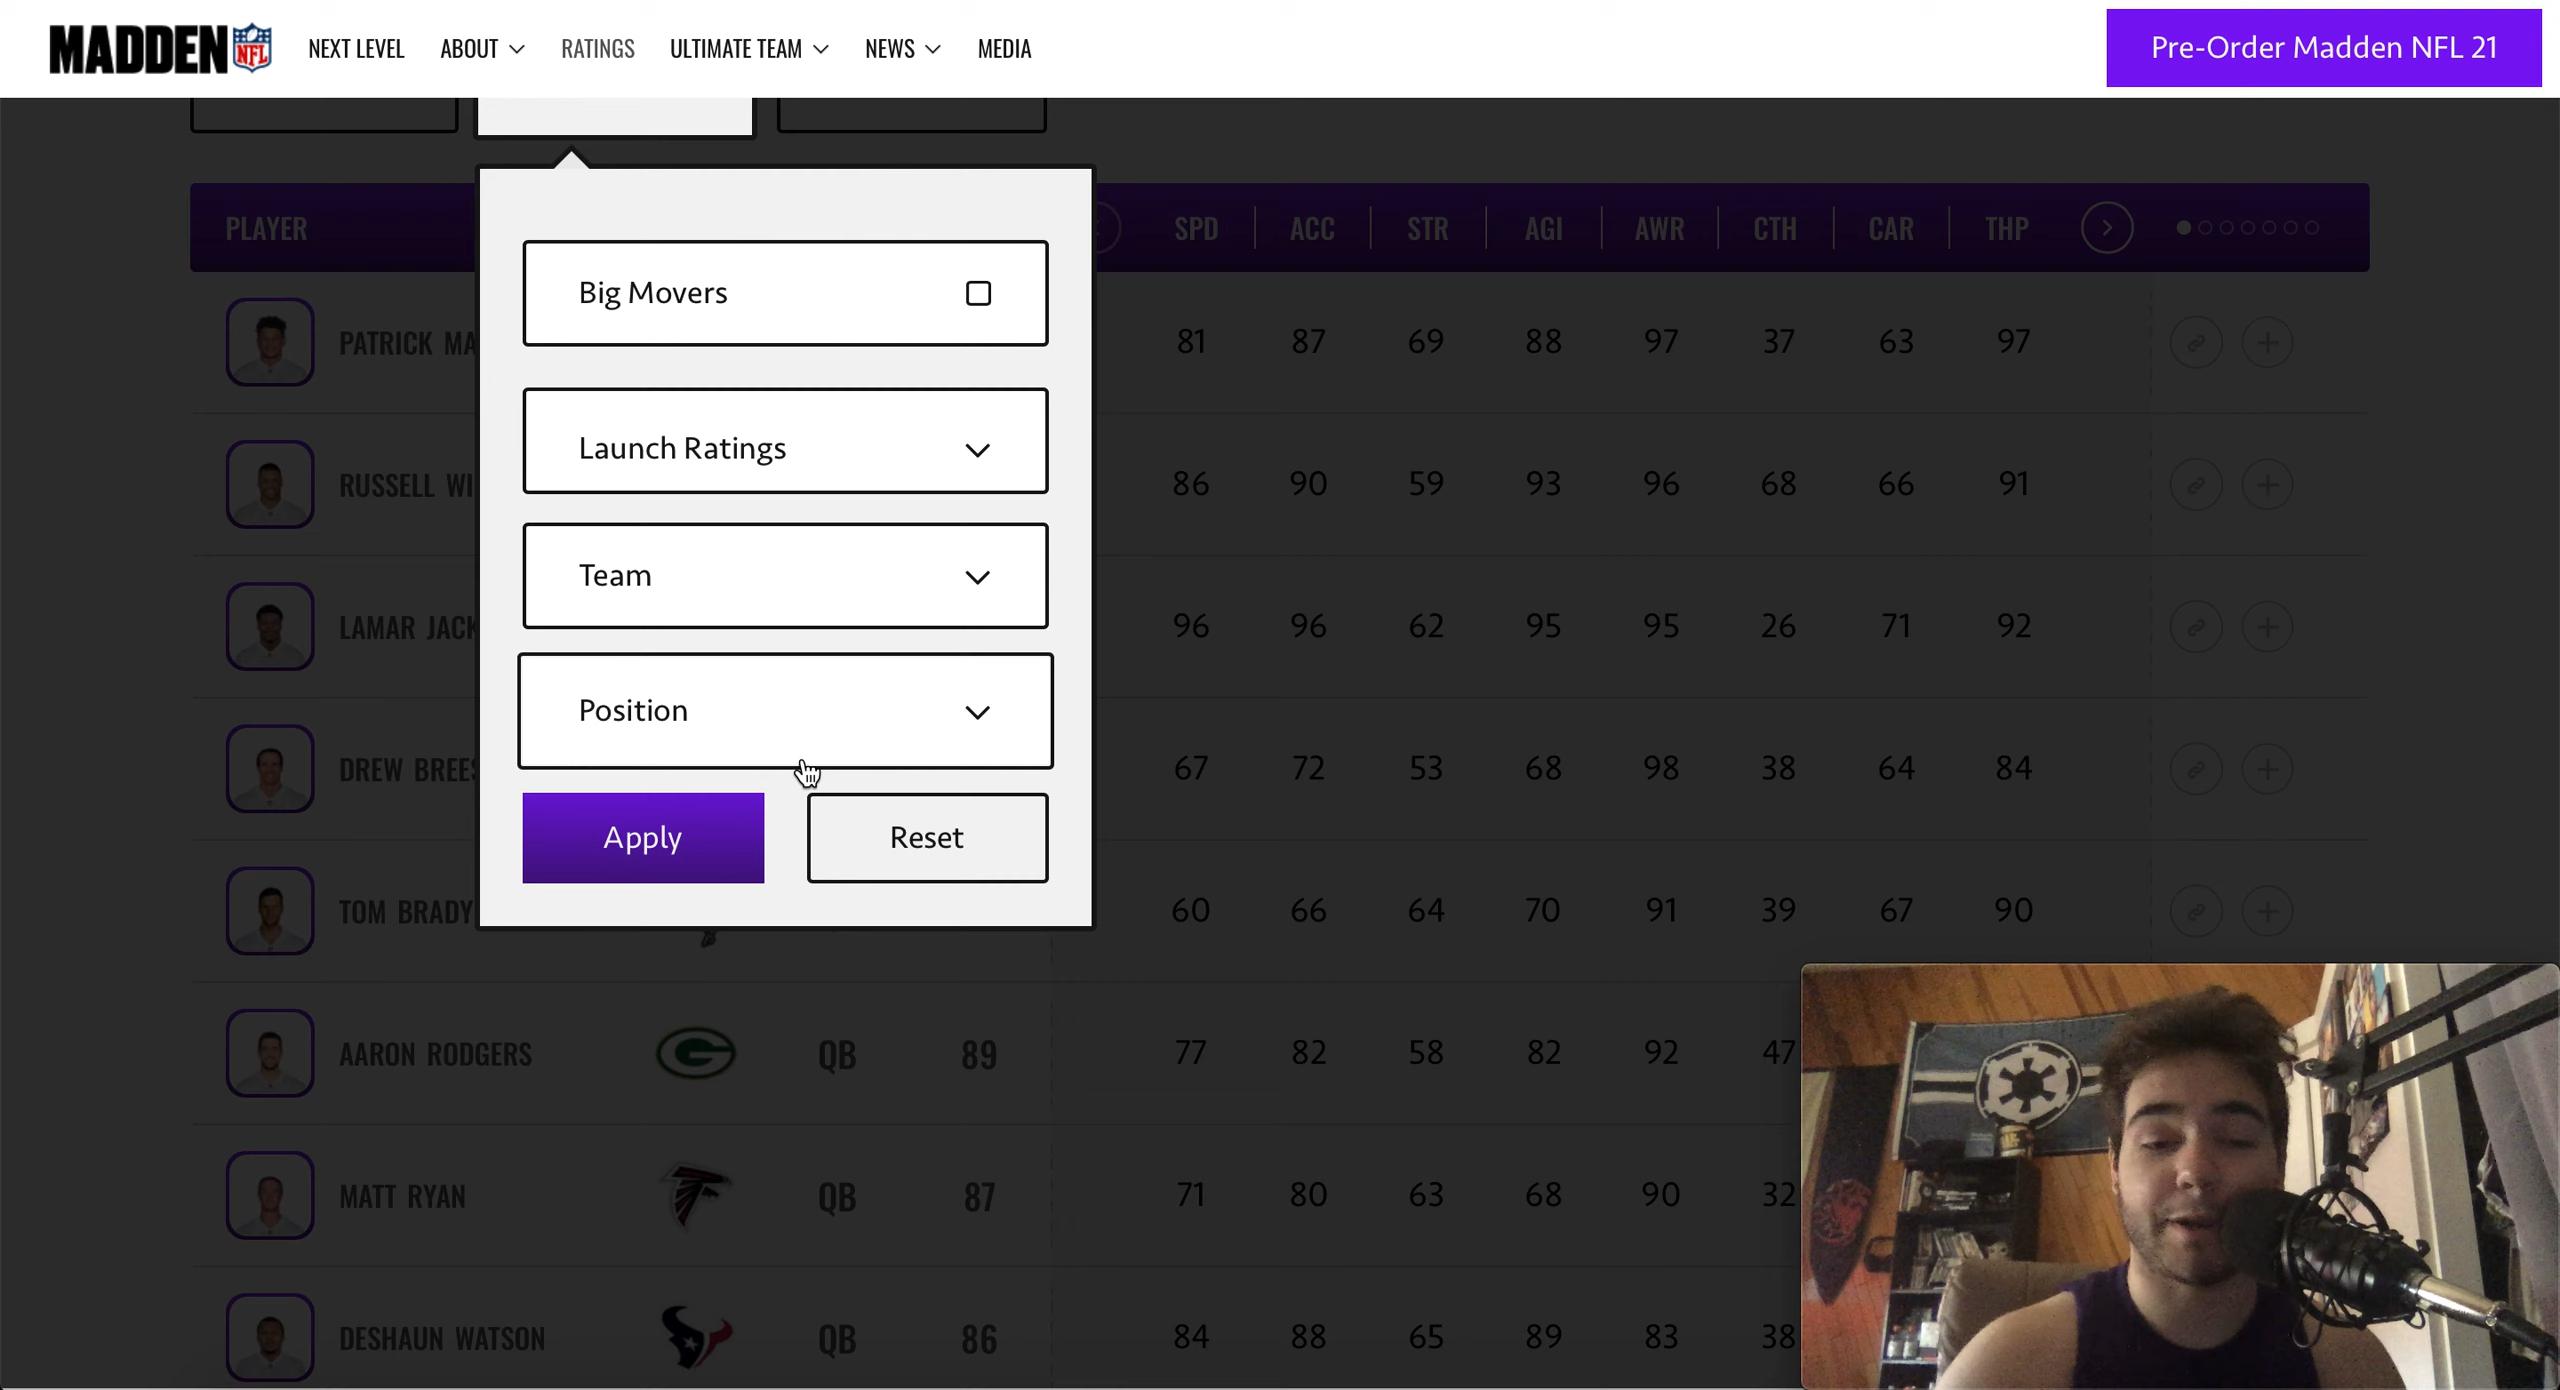 MADDEN NFL NEXT LEVEL ABOUT RATINGS ULTIMATE TEAM NEWS MEDIA Pre-Order Madden NFL 21
PLAYER SPD ACC STR AGI AWR CTH CAR THP
Big Movers
Launch Ratings
Team
Position
Apply Reset
PATRICK MA 81 87 69 88 97 37 63 97
RUSSELL WI 86 90 59 93 96 68 66 91
LAMAR JACK 96 96 62 95 95 26 71 92
DREW BREES 67 72 53 68 98 38 64 84
TOM BRADY 60 66 64 70 91 39 67 90
AARON RODGERS QB 89 77 82 58 82 92 47
MATT RYAN QB 87 71 80 63 68 90 32
DESHAUN WATSON QB 86 84 88 65 89 83 38